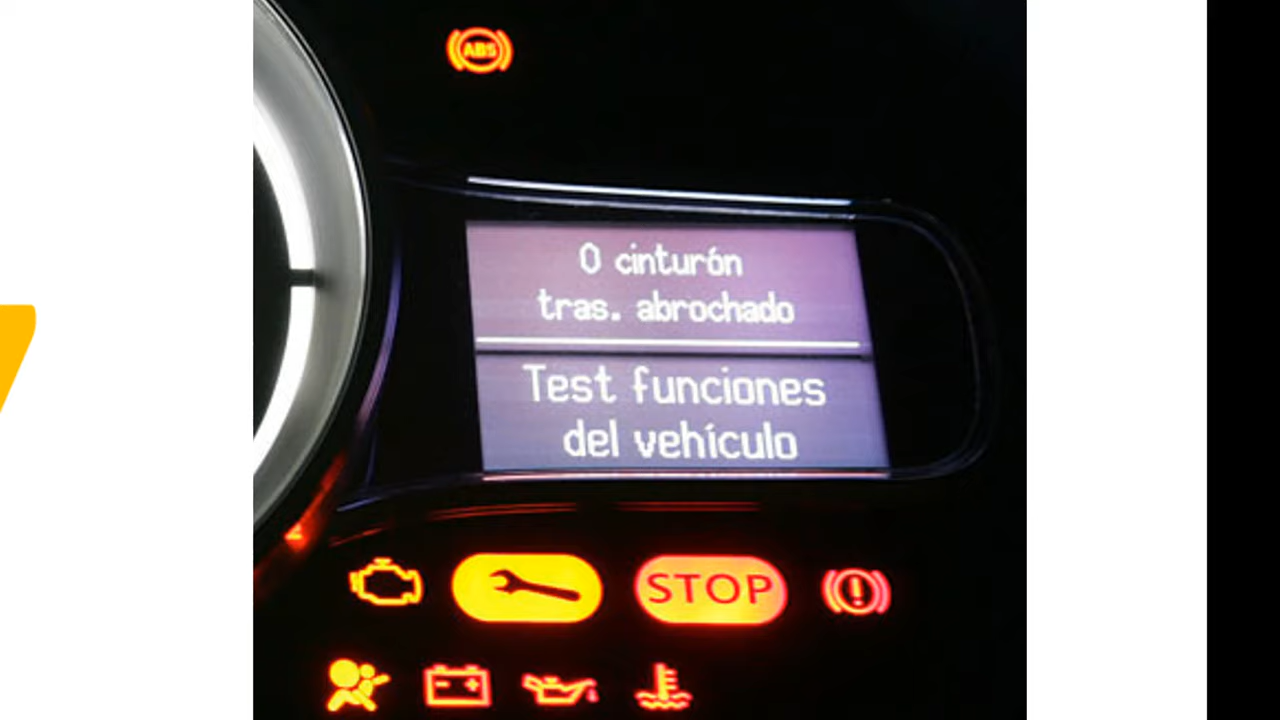 ABS
0 cinturón
tras. abrochado
Test funciones
del vehículo
STOP